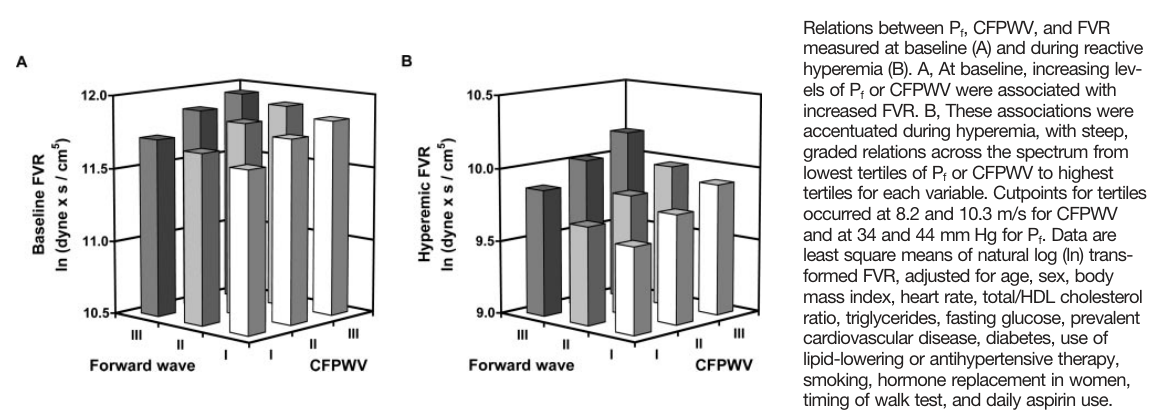 A
Baseline FVR
ln (dyne x s / cm⁵)
12.0
11.5
11.0
10.5
III
II
I
I
II
III
Forward wave
CFPWV
B
Hyperemic FVR
ln (dyne x s / cm⁵)
10.5
10.0
9.5
9.0
III
II
I
I
II
III
Forward wave
CFPWV
Relations between Pf, CFPWV, and FVR
measured at baseline (A) and during reactive
hyperemia (B). A, At baseline, increasing lev-
els of Pf or CFPWV were associated with
increased FVR. B, These associations were
accentuated during hyperemia, with steep,
graded relations across the spectrum from
lowest tertiles of Pf or CFPWV to highest
tertiles for each variable. Cutpoints for tertiles
occurred at 8.2 and 10.3 m/s for CFPWV
and at 34 and 44 mm Hg for Pf. Data are
least square means of natural log (ln) trans-
formed FVR, adjusted for age, sex, body
mass index, heart rate, total/HDL cholesterol
ratio, triglycerides, fasting glucose, prevalent
cardiovascular disease, diabetes, use of
lipid-lowering or antihypertensive therapy,
smoking, hormone replacement in women,
timing of walk test, and daily aspirin use.